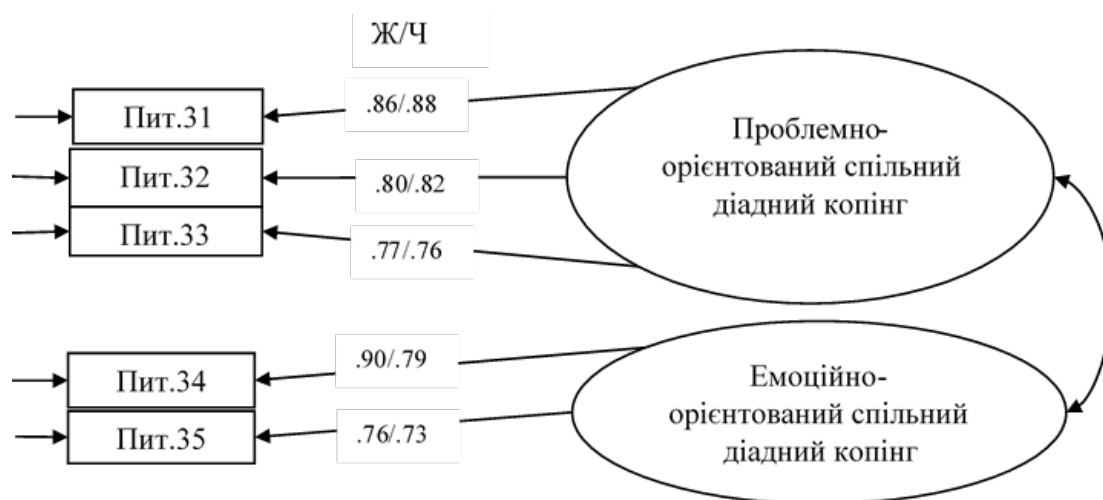 Ж/Ч
Пит.31
.86/.88
Пит.32
.80/.82
Пит.33
.77/.76
Проблемно-
орієнтований спільний
діадний копінг
Пит.34
.90/.79
Пит.35
.76/.73
Емоційно-
орієнтований спільний
діадний копінг